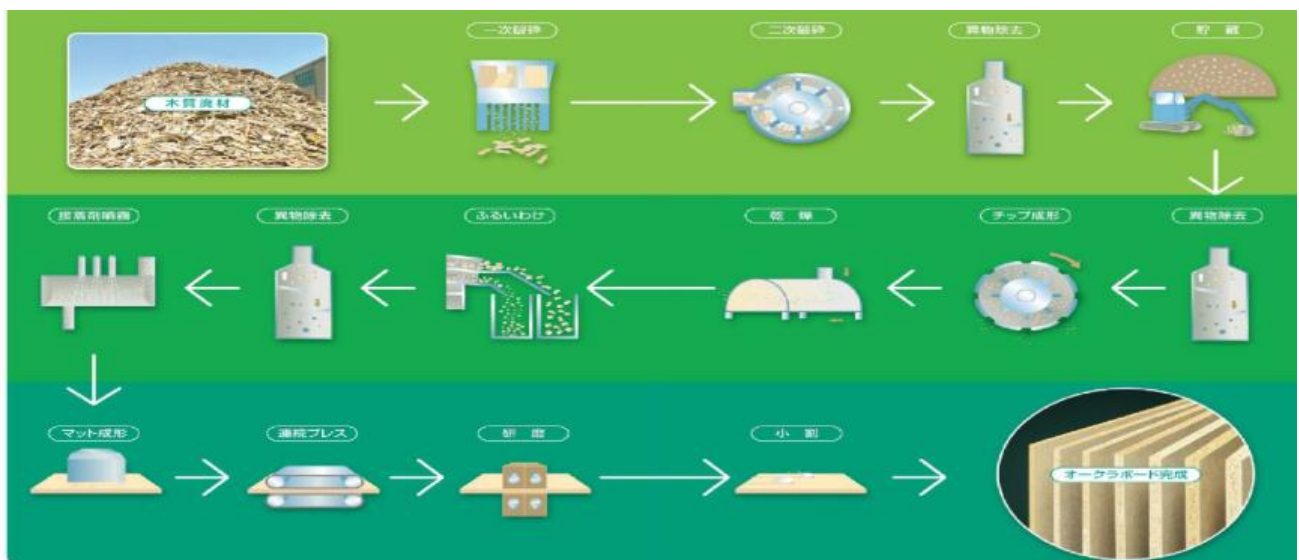 一次破砕
二次破砕
異物除去
貯蔵
木質廃材
異物除去
チップ成形
乾燥
ふるいわけ
異物除去
接着剤噴霧
マット成形
連続プレス
研磨
小割
オークラボード完成